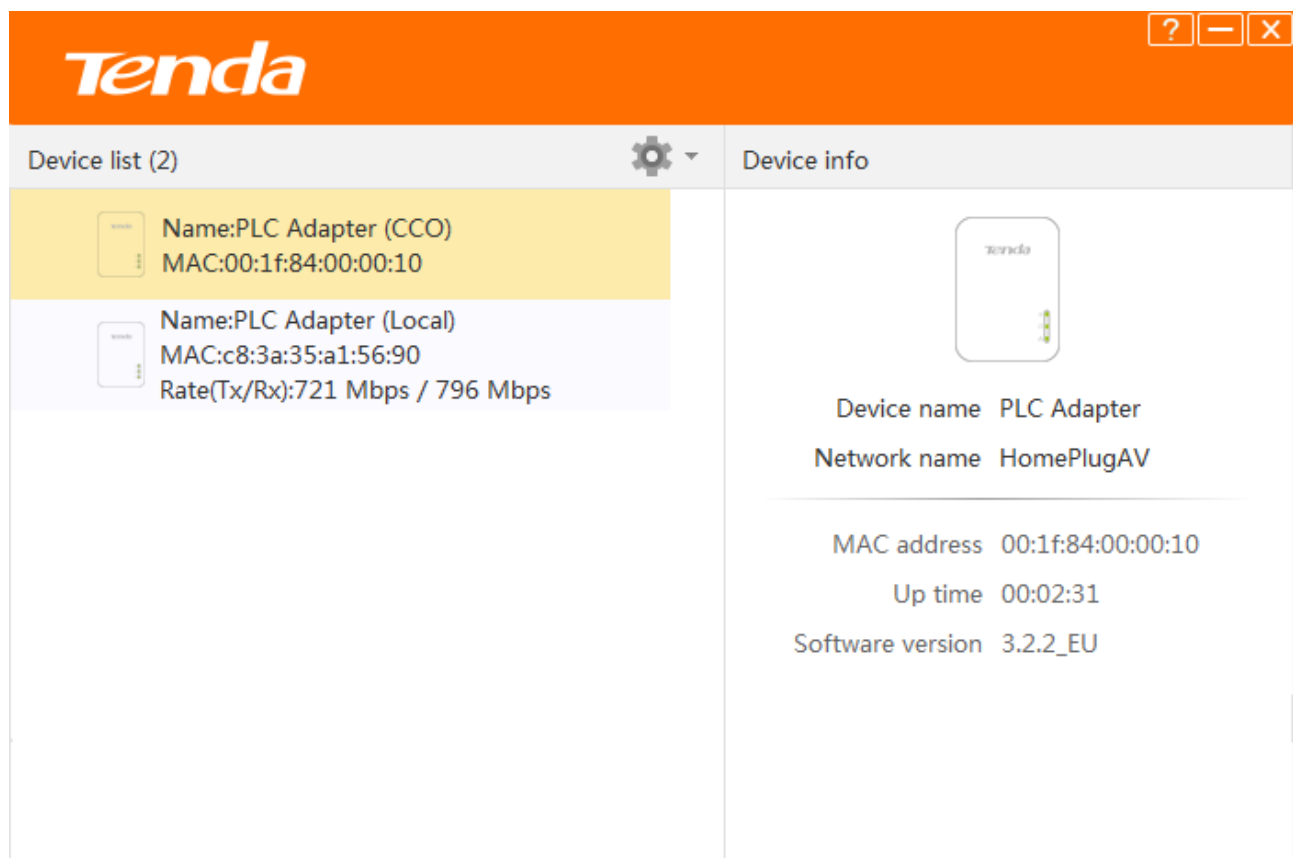 Tenda
?
Device list (2)
Device info
Name:PLC Adapter (CCO)
MAC:00:1f:84:00:00:10
Name:PLC Adapter (Local)
MAC:c8:3a:35:a1:56:90
Rate(Tx/Rx):721 Mbps / 796 Mbps
Tenda
Device name PLC Adapter
Network name HomePlugAV
MAC address 00:1f:84:00:00:10
Up time 00:02:31
Software version 3.2.2_EU